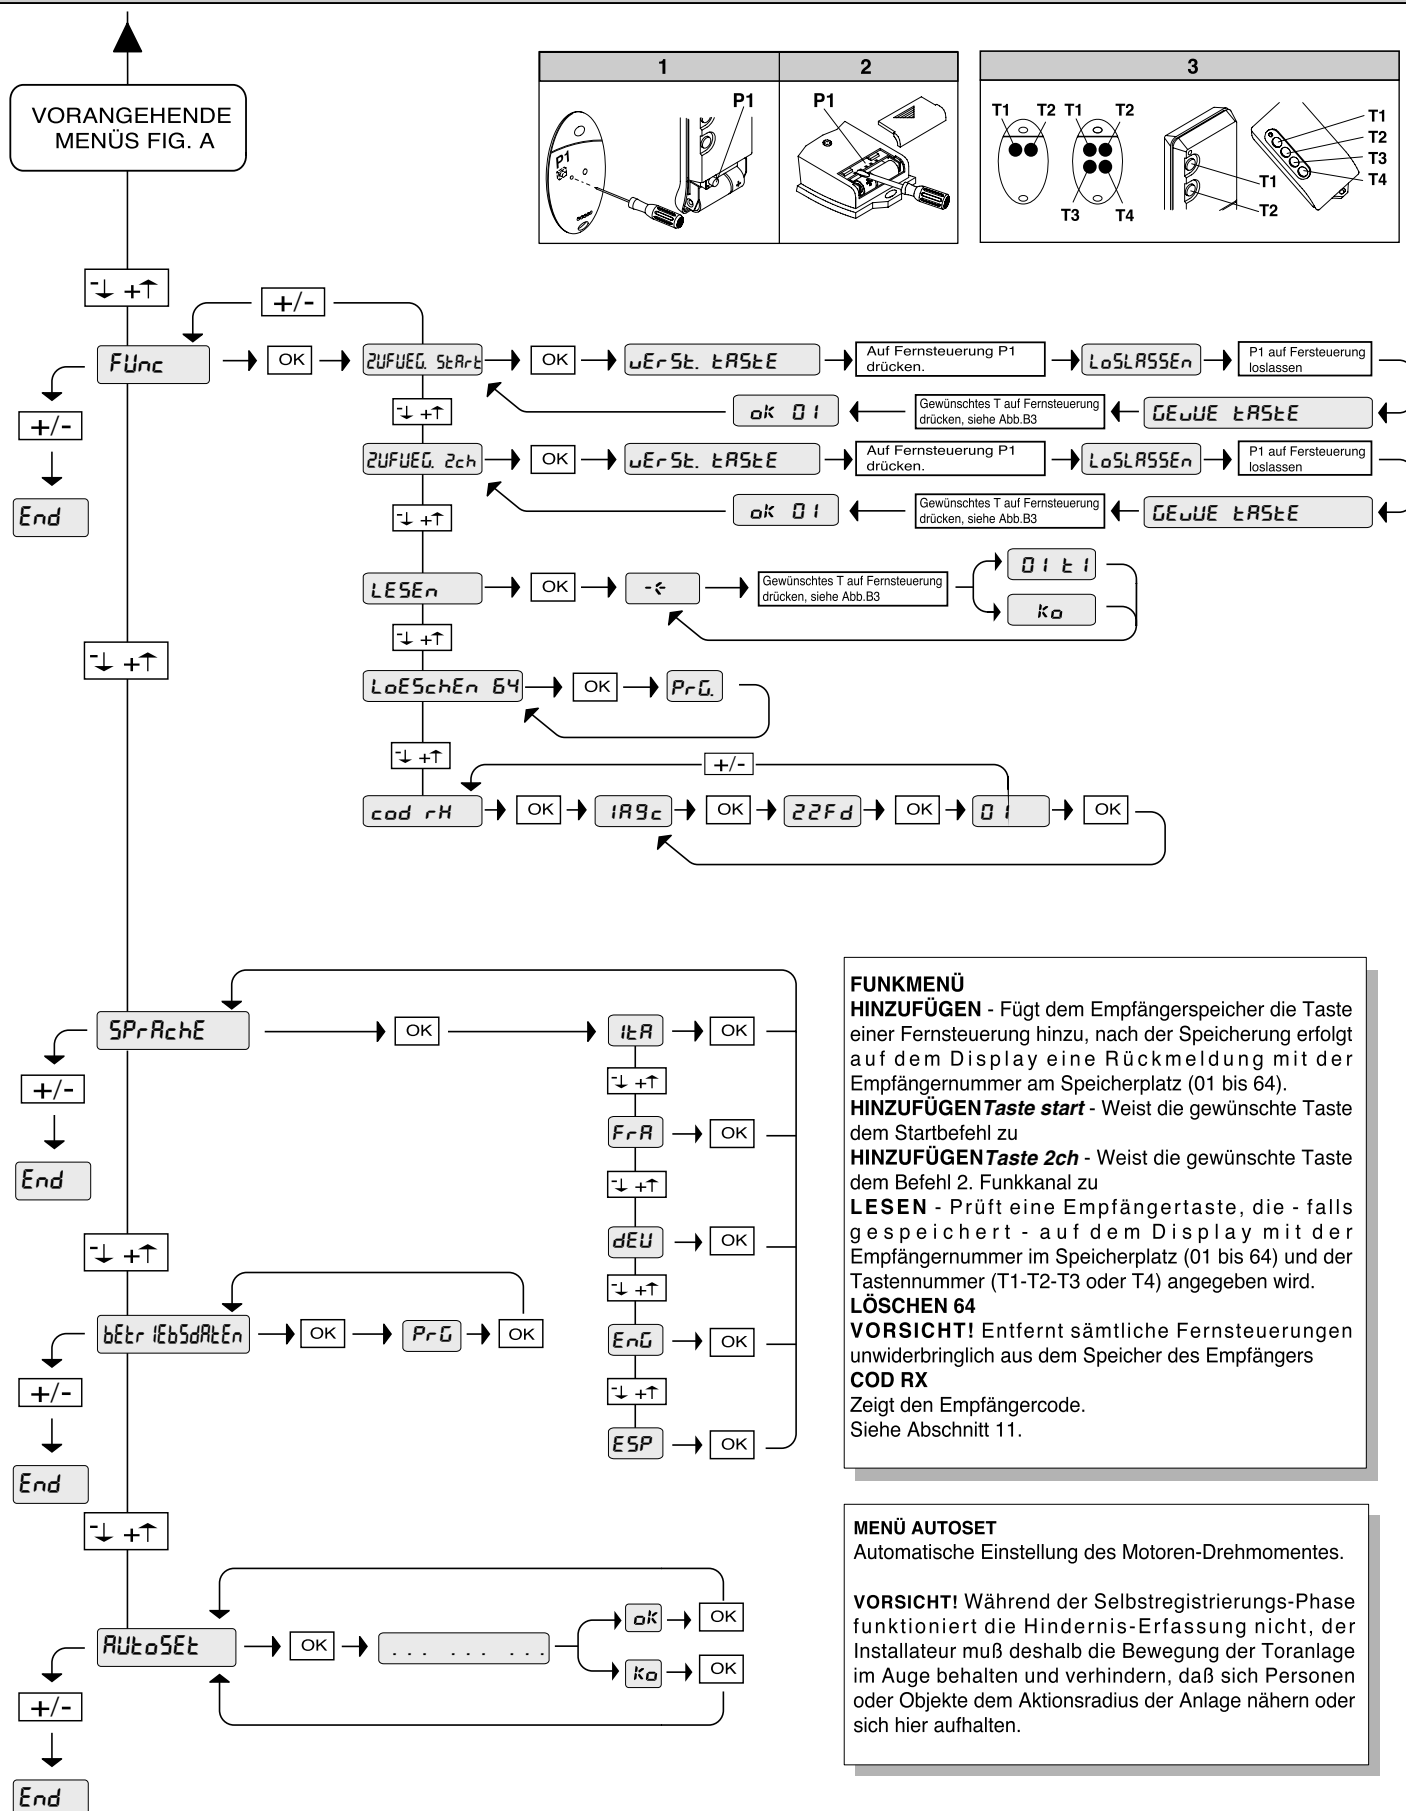 VORANGEHENDE
MENÜS FIG. A
1
2
3
P1
P1
P1
T1 T2 T1 T2
T3 T4
T1
T2
T1
T2
T3
T4
-↓ +↑
+/-
FUnc
OK
ZUFUEG. StArt
OK
vErSt. tAStE
Auf Fernsteuerung P1
drücken.
LoSLASSEn
P1 auf Fersteuerung
loslassen
+/-
-↓ +↑
ok 01
Gewünschtes T auf Fernsteuerung
drücken, siehe Abb.B3
GEwUE tAStE
End
ZUFUEG. 2ch
OK
vErSt. tAStE
Auf Fernsteuerung P1
drücken.
LoSLASSEn
P1 auf Fersteuerung
loslassen
-↓ +↑
ok 01
Gewünschtes T auf Fernsteuerung
drücken, siehe Abb.B3
GEwUE tAStE
LESEn
OK
Gewünschtes T auf Fernsteuerung
drücken, siehe Abb.B3
01 t1
Ko
-↓ +↑
-↓ +↑
LoESchEn 64
OK
PrG.
-↓ +↑
+/-
cod rH
OK
1A9c
OK
22Fd
OK
01
OK
SPrAchE
OK
ItA
OK
+/-
-↓ +↑
End
FrA
OK
-↓ +↑
-↓ +↑
dEU
OK
-↓ +↑
bEtrIEbSdAtEn
OK
PrG
OK
EnG
OK
+/-
-↓ +↑
End
ESP
OK
-↓ +↑
AUtoSEt
OK
... ... ...
ok
OK
Ko
OK
+/-
End
FUNKMENÜ
HINZUFÜGEN - Fügt dem Empfängerspeicher die Taste
einer Fernsteuerung hinzu, nach der Speicherung erfolgt
auf dem Display eine Rückmeldung mit der
Empfängernummer am Speicherplatz (01 bis 64).
HINZUFÜGEN Taste start - Weist die gewünschte Taste
dem Startbefehl zu
HINZUFÜGEN Taste 2ch - Weist die gewünschte Taste
dem Befehl 2. Funkkanal zu
LESEN - Prüft eine Empfängertaste, die - falls
gespeichert - auf dem Display mit der
Empfängernummer im Speicherplatz (01 bis 64) und der
Tastennummer (T1-T2-T3 oder T4) angegeben wird.
LÖSCHEN 64
VORSICHT! Entfernt sämtliche Fernsteuerungen
unwiderbringlich aus dem Speicher des Empfängers
COD RX
Zeigt den Empfängercode.
Siehe Abschnitt 11.
MENÜ AUTOSET
Automatische Einstellung des Motoren-Drehmomentes.
VORSICHT! Während der Selbstregistrierungs-Phase
funktioniert die Hindernis-Erfassung nicht, der
Installateur muß deshalb die Bewegung der Toranlage
im Auge behalten und verhindern, daß sich Personen
oder Objekte dem Aktionsradius der Anlage nähern oder
sich hier aufhalten.